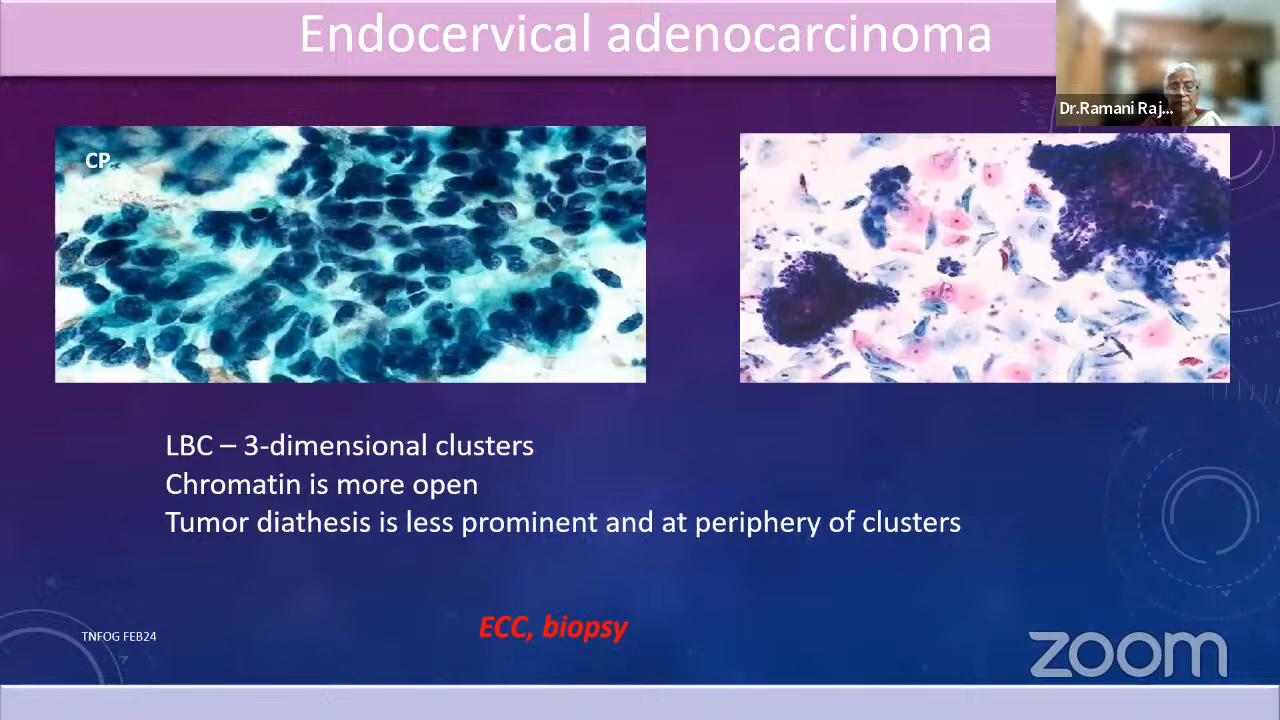 Endocervical adenocarcinoma
Dr.Ramani Raj...
CP
LBC – 3-dimensional clusters
Chromatin is more open
Tumor diathesis is less prominent and at periphery of clusters
ECC, biopsy
TNFOG FEB24
zoom